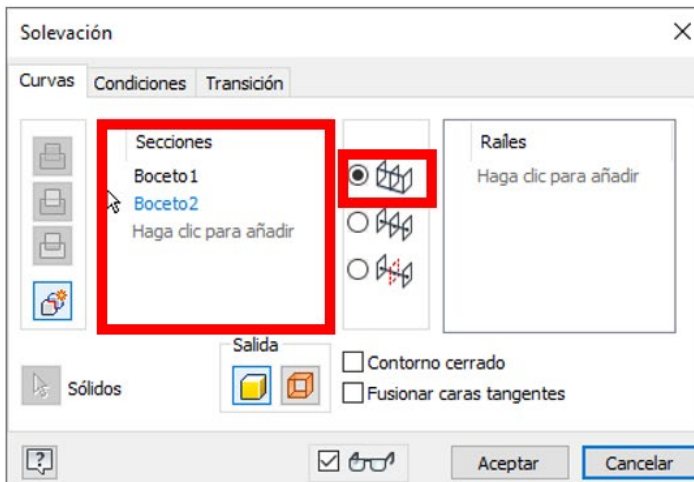 Solevación
Curvas Condiciones Transición
Secciones
Boceto1
Boceto2
Haga clic para añadir
Raíles
Haga clic para añadir
Sólidos
Salida
Contorno cerrado
Fusionar caras tangentes
?
Aceptar
Cancelar